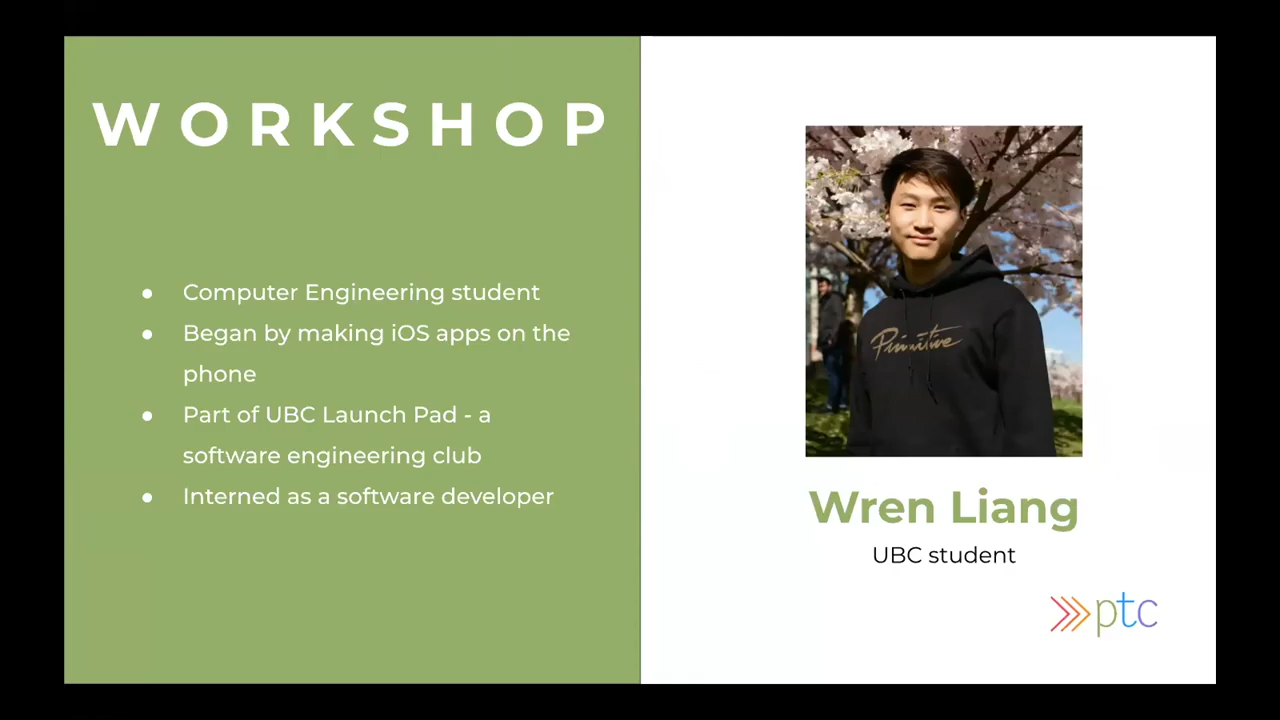 WORKSHOP
● Computer Engineering student
● Began by making iOS apps on the
phone
● Part of UBC Launch Pad - a
software engineering club
● Interned as a software developer
Primitive
Wren Liang
UBC student
ptc